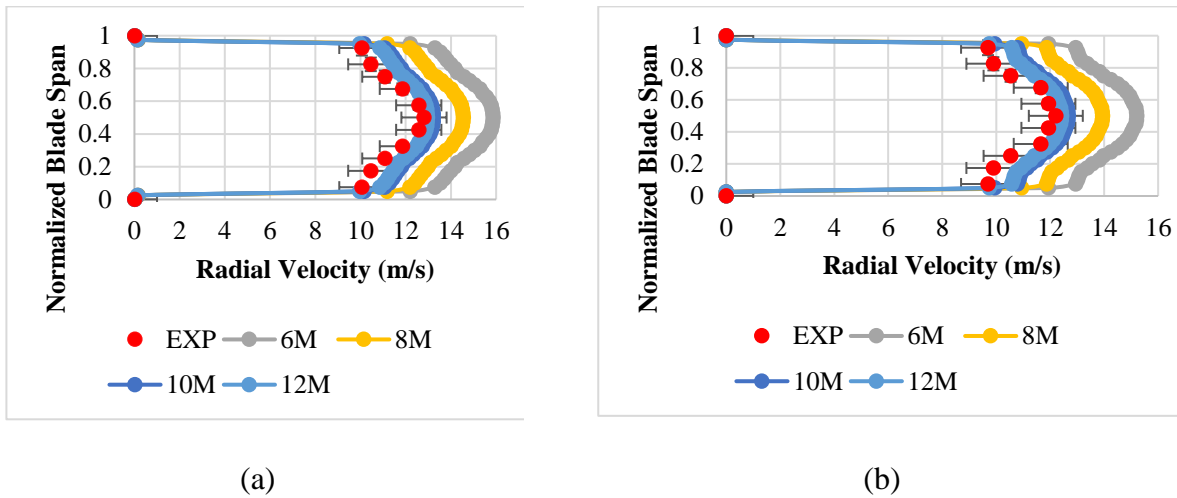 Normalized Blade Span
1
0.8
0.6
0.4
0.2
0
0 2 4 6 8 10 12 14 16
Radial Velocity (m/s)
EXP 6M 8M
10M 12M
(a)
Normalized Blade Span
1
0.8
0.6
0.4
0.2
0
0 2 4 6 8 10 12 14 16
Radial Velocity (m/s)
EXP 6M 8M
10M 12M
(b)